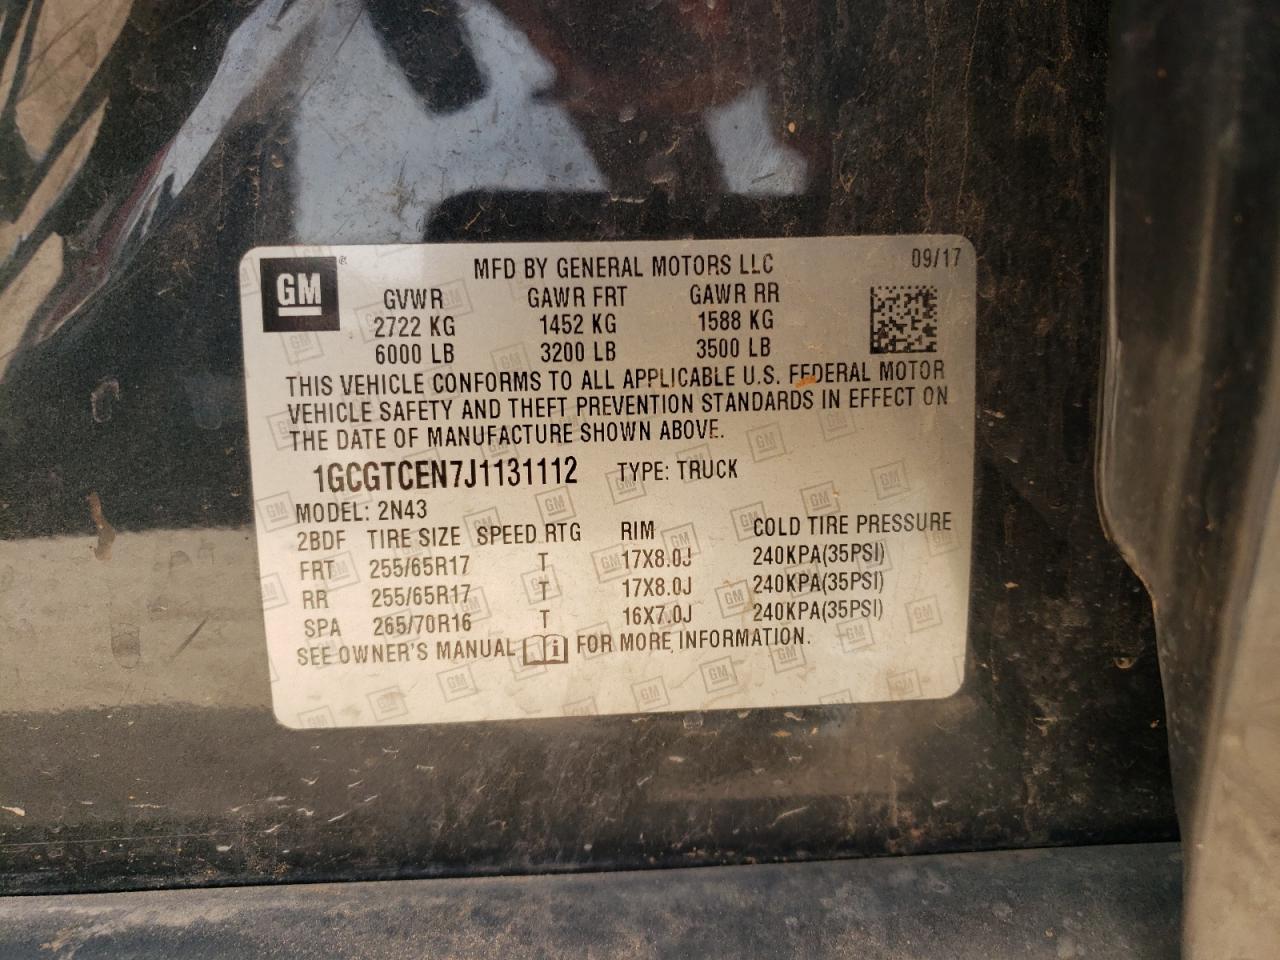 GM® MFD BY GENERAL MOTORS LLC 09/17
GVWR GAWR FRT GAWR RR
2722 KG 1452 KG 1588 KG
6000 LB 3200 LB 3500 LB
THIS VEHICLE CONFORMS TO ALL APPLICABLE U.S. FEDERAL MOTOR
VEHICLE SAFETY AND THEFT PREVENTION STANDARDS IN EFFECT ON
THE DATE OF MANUFACTURE SHOWN ABOVE.
1GCGTCEN7J1131112 TYPE: TRUCK
MODEL: 2N43
2BDF TIRE SIZE SPEED RTG RIM COLD TIRE PRESSURE
FRT 255/65R17 T 17X8.0J 240KPA(35PSI)
RR 255/65R17 T 17X8.0J 240KPA(35PSI)
SPA 265/70R16 T 16X7.0J 240KPA(35PSI)
SEE OWNER'S MANUAL i FOR MORE INFORMATION.